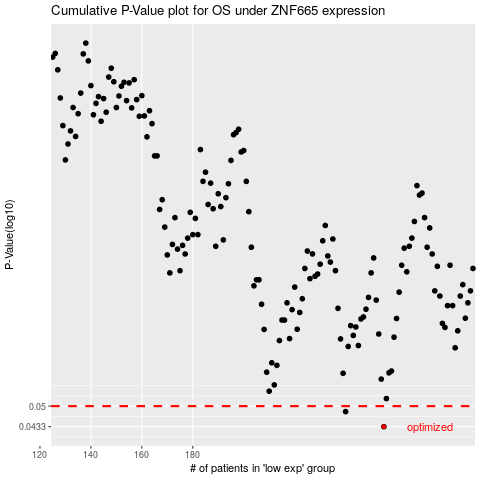 Cumulative P-Value plot for OS under ZNF665 expression
P-Value(log10)
0.05
0.0433
optimized
120
140
160
180
# of patients in 'low exp' group